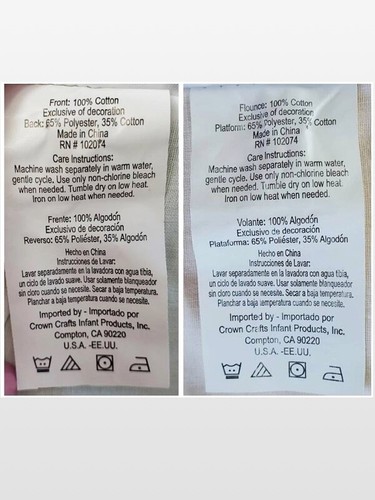 Front: 100% Cotton
Exclusive of decoration
Back: 65% Polyester, 35% Cotton
Made in China
RN # 102074
Care Instructions:
Machine wash separately in warm water,
gentle cycle. Use only non-chlorine bleach
when needed. Tumble dry on low heat.
Iron on low heat when needed.
Frente: 100% Algodón
Exclusivo de decoración
Reverso: 65% Poliéster, 35% Algodón
Hecho en China
Instrucciones de Lavar:
Lavar separadamente en la lavadora con agua tibia,
un ciclo de lavado suave. Usar solamente blanqueador
sin cloro cuando se necesite. Secar a baja temperatura.
Planchar a baja temperatura cuando se necesite.
Imported by - Importado por
Crown Crafts Infant Products, Inc.
Compton, CA 90220
U.S.A. -EE.UU.
Flounce: 100% Cotton
Exclusive of decoration
Platform: 65% Polyester, 35% Cotton
Made in China
RN # 102074
Care Instructions:
Machine wash separately in warm water,
gentle cycle. Use only non-chlorine bleach
when needed. Tumble dry on low heat.
Iron on low heat when needed.
Volante: 100% Algodón
Exclusivo de decoración
Plataforma: 65% Poliéster, 35% Algodón
Hecho en China
Instrucciones de Lavar:
Lavar separadamente en la lavadora con agua tibia,
un ciclo de lavado suave. Usar solamente blanqueador
sin cloro cuando se necesite. Secar a baja temperatura.
Planchar a baja temperatura cuando se necesite.
Imported by - Importado por
Crown Crafts Infant Products, Inc.
Compton, CA 90220
U.S.A. -EE.UU.